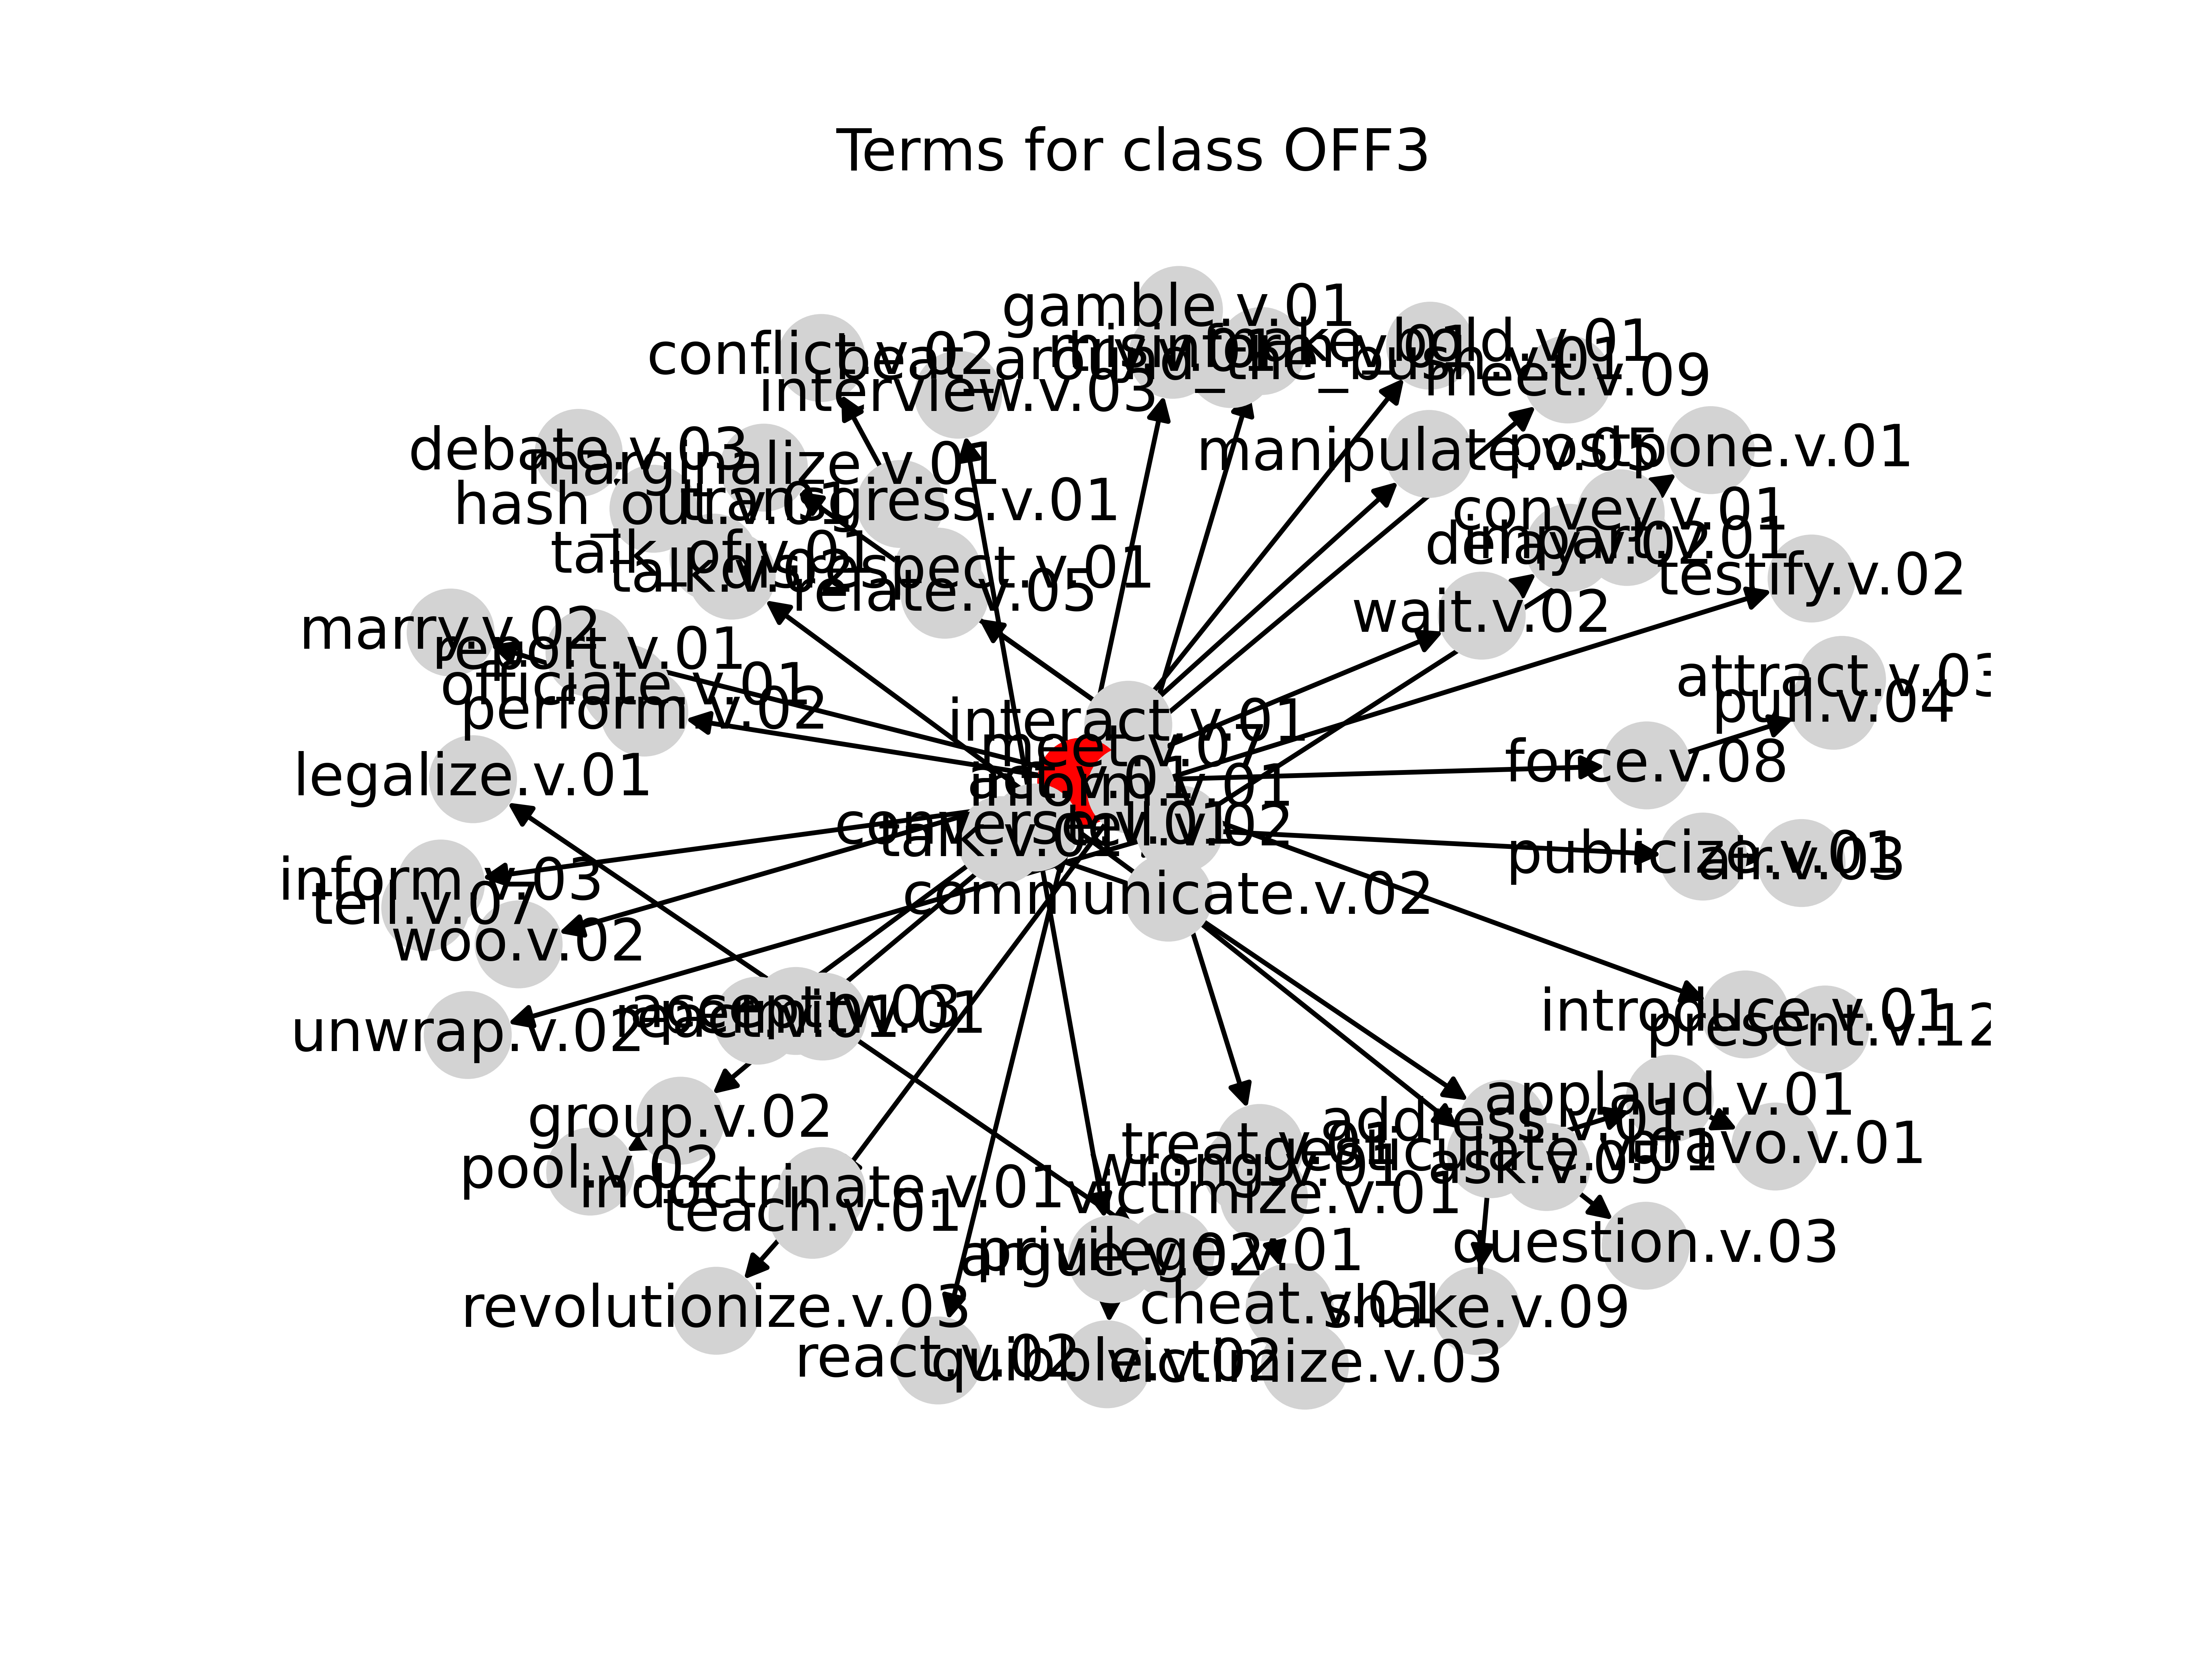 Terms for class OFF3
gamble.v.01
make_bold.v.01
misinform.v.01
try.v.01
conflict.v.02
beat_around_the_bush.v.01
meet.v.09
interview.v.03
debate.v.03
manipulate.v.05
postpone.v.01
marginalize.v.01
hash_out.v.01
transgress.v.01
convey.v.01
impart.v.01
delay.v.02
talk_of.v.01
talk.v.02
disrespect.v.01
testify.v.02
relate.v.05
wait.v.02
marry.v.02
report.v.01
attract.v.03
officiate.v.01
pull.v.04
perform.v.02
interact.v.01
meet.v.07
force.v.08
legalize.v.01
act.v.01
inform.v.01
converse.v.01
tell.v.02
talk.v.01
publicize.v.01
air.v.03
inform.v.03
communicate.v.02
tell.v.07
woo.v.02
accept.v.03
permit.v.01
introduce.v.01
present.v.12
unwrap.v.02
group.v.02
applaud.v.01
address.v.01
treat.v.01
gesticulate.v.01
bravo.v.01
pool.v.02
wrong.v.01
ask.v.05
indoctrinate.v.01
victimize.v.01
teach.v.01
privilege.v.01
argue.v.02
question.v.03
revolutionize.v.03
cheat.v.01
shake.v.09
react.v.02
quibble.v.02
victimize.v.03